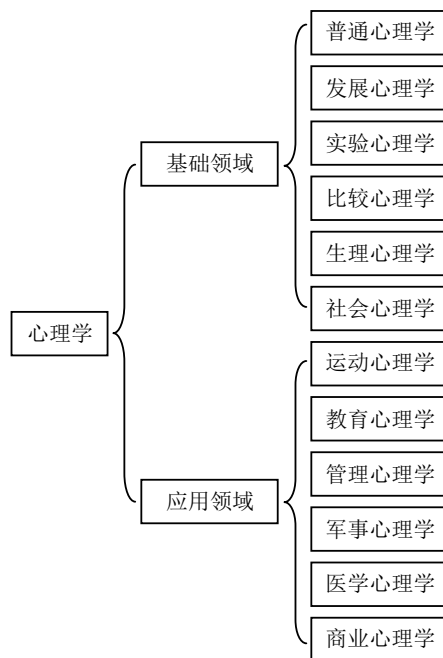 心理学
基础领域
普通心理学
发展心理学
实验心理学
比较心理学
生理心理学
社会心理学
应用领域
运动心理学
教育心理学
管理心理学
军事心理学
医学心理学
商业心理学